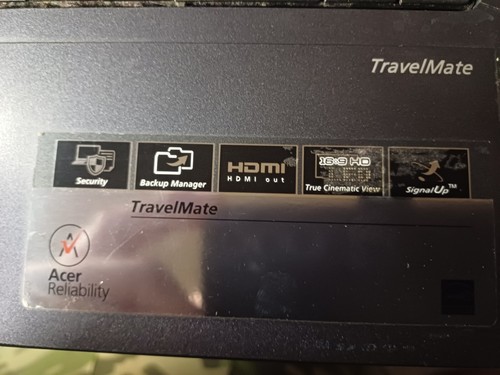 TravelMate
Security
Backup Manager
HDMI
HDMI out
16:9 HD
True Cinematic View
SignalUp™
TravelMate
Acer
Reliability